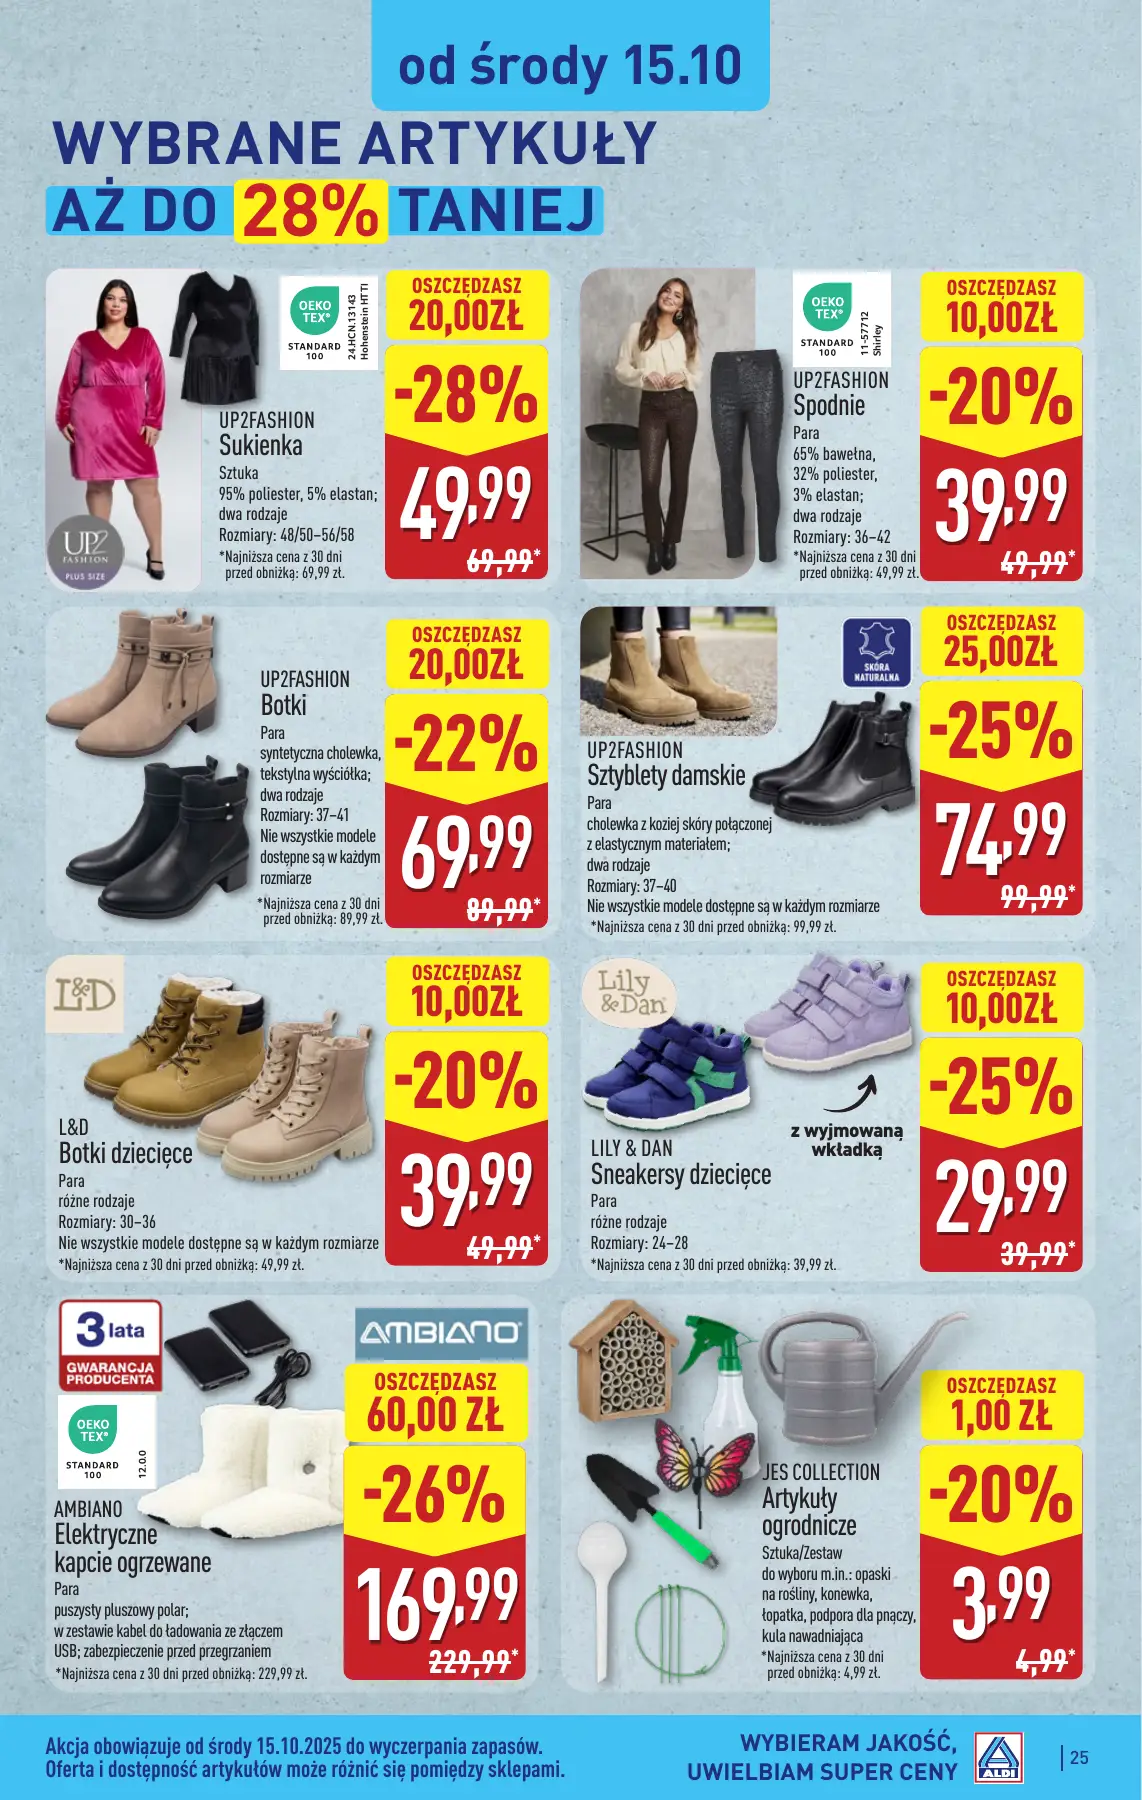 od środy 15.10
WYBRANE ARTYKUŁY
AŻ DO 28% TANIEJ
OEKO
TEX®
STANDARD
100
24.HCN.13143
Hohenstein HTTI
UP2FASHION
Sukienka
Sztuka
95% poliester, 5% elastan;
dwa rodzaje
Rozmiary: 48/50–56/58
*Najniższa cena z 30 dni
przed obniżką: 69,99 zł.
UP2
FASHION
PLUS SIZE
OSZCZĘDZASZ
20,00ZŁ
-28%
49,99
69,99*
OEKO
TEX®
STANDARD
100
11-57712
Shirley
UP2FASHION
Spodnie
Para
65% bawełna,
32% poliester,
3% elastan;
dwa rodzaje
Rozmiary: 36–42
*Najniższa cena z 30 dni
przed obniżką: 49,99 zł.
OSZCZĘDZASZ
10,00ZŁ
-20%
39,99
49,99*
UP2FASHION
Botki
Para
syntetyczna cholewka,
tekstylna wyściółka;
dwa rodzaje
Rozmiary: 37–41
Nie wszystkie modele
dostępne są w każdym
rozmiarze
*Najniższa cena z 30 dni
przed obniżką: 89,99 zł.
OSZCZĘDZASZ
20,00ZŁ
-22%
69,99
89,99*
SKÓRA
NATURALNA
UP2FASHION
Sztyblety damskie
Para
cholewka z koziej skóry połączonej
z elastycznym materiałem;
dwa rodzaje
Rozmiary: 37–40
Nie wszystkie modele dostępne są w każdym rozmiarze
*Najniższa cena z 30 dni przed obniżką: 99,99 zł.
OSZCZĘDZASZ
25,00ZŁ
-25%
74,99
99,99*
L&D
L&D
Botki dziecięce
Para
różne rodzaje
Rozmiary: 30–36
Nie wszystkie modele dostępne są w każdym rozmiarze
*Najniższa cena z 30 dni przed obniżką: 49,99 zł.
OSZCZĘDZASZ
10,00ZŁ
-20%
39,99
49,99*
Lily
&Dan
z wyjmowaną
wkładką
LILY & DAN
Sneakersy dziecięce
Para
różne rodzaje
Rozmiary: 24–28
*Najniższa cena z 30 dni przed obniżką: 39,99 zł.
OSZCZĘDZASZ
10,00ZŁ
-25%
29,99
39,99*
3 lata
GWARANCJA
PRODUCENTA
OEKO
TEX®
STANDARD
100
12.0.0
AMBIANO
AMBIANO
Elektryczne
kapcie ogrzewane
Para
puszysty pluszowy polar;
w zestawie kabel do ładowania ze złączem
USB; zabezpieczenie przed przegrzaniem
*Najniższa cena z 30 dni przed obniżką: 229,99 zł.
OSZCZĘDZASZ
60,00 ZŁ
-26%
169,99
229,99*
JES COLLECTION
Artykuły
ogrodnicze
Sztuka/Zestaw
do wyboru m.in.: opaski
na rośliny, konewka,
łopatka, podpora dla pnączy,
kula nawadniająca
*Najniższa cena z 30 dni
przed obniżką: 4,99 zł.
OSZCZĘDZASZ
1,00 ZŁ
-20%
3,99
4,99*
Akcja obowiązuje od środy 15.10.2025 do wyczerpania zapasów.
Oferta i dostępność artykułów może różnić się pomiędzy sklepami.
WYBIERAM JAKOŚĆ,
UWIELBIAM SUPER CENY
ALDI
25